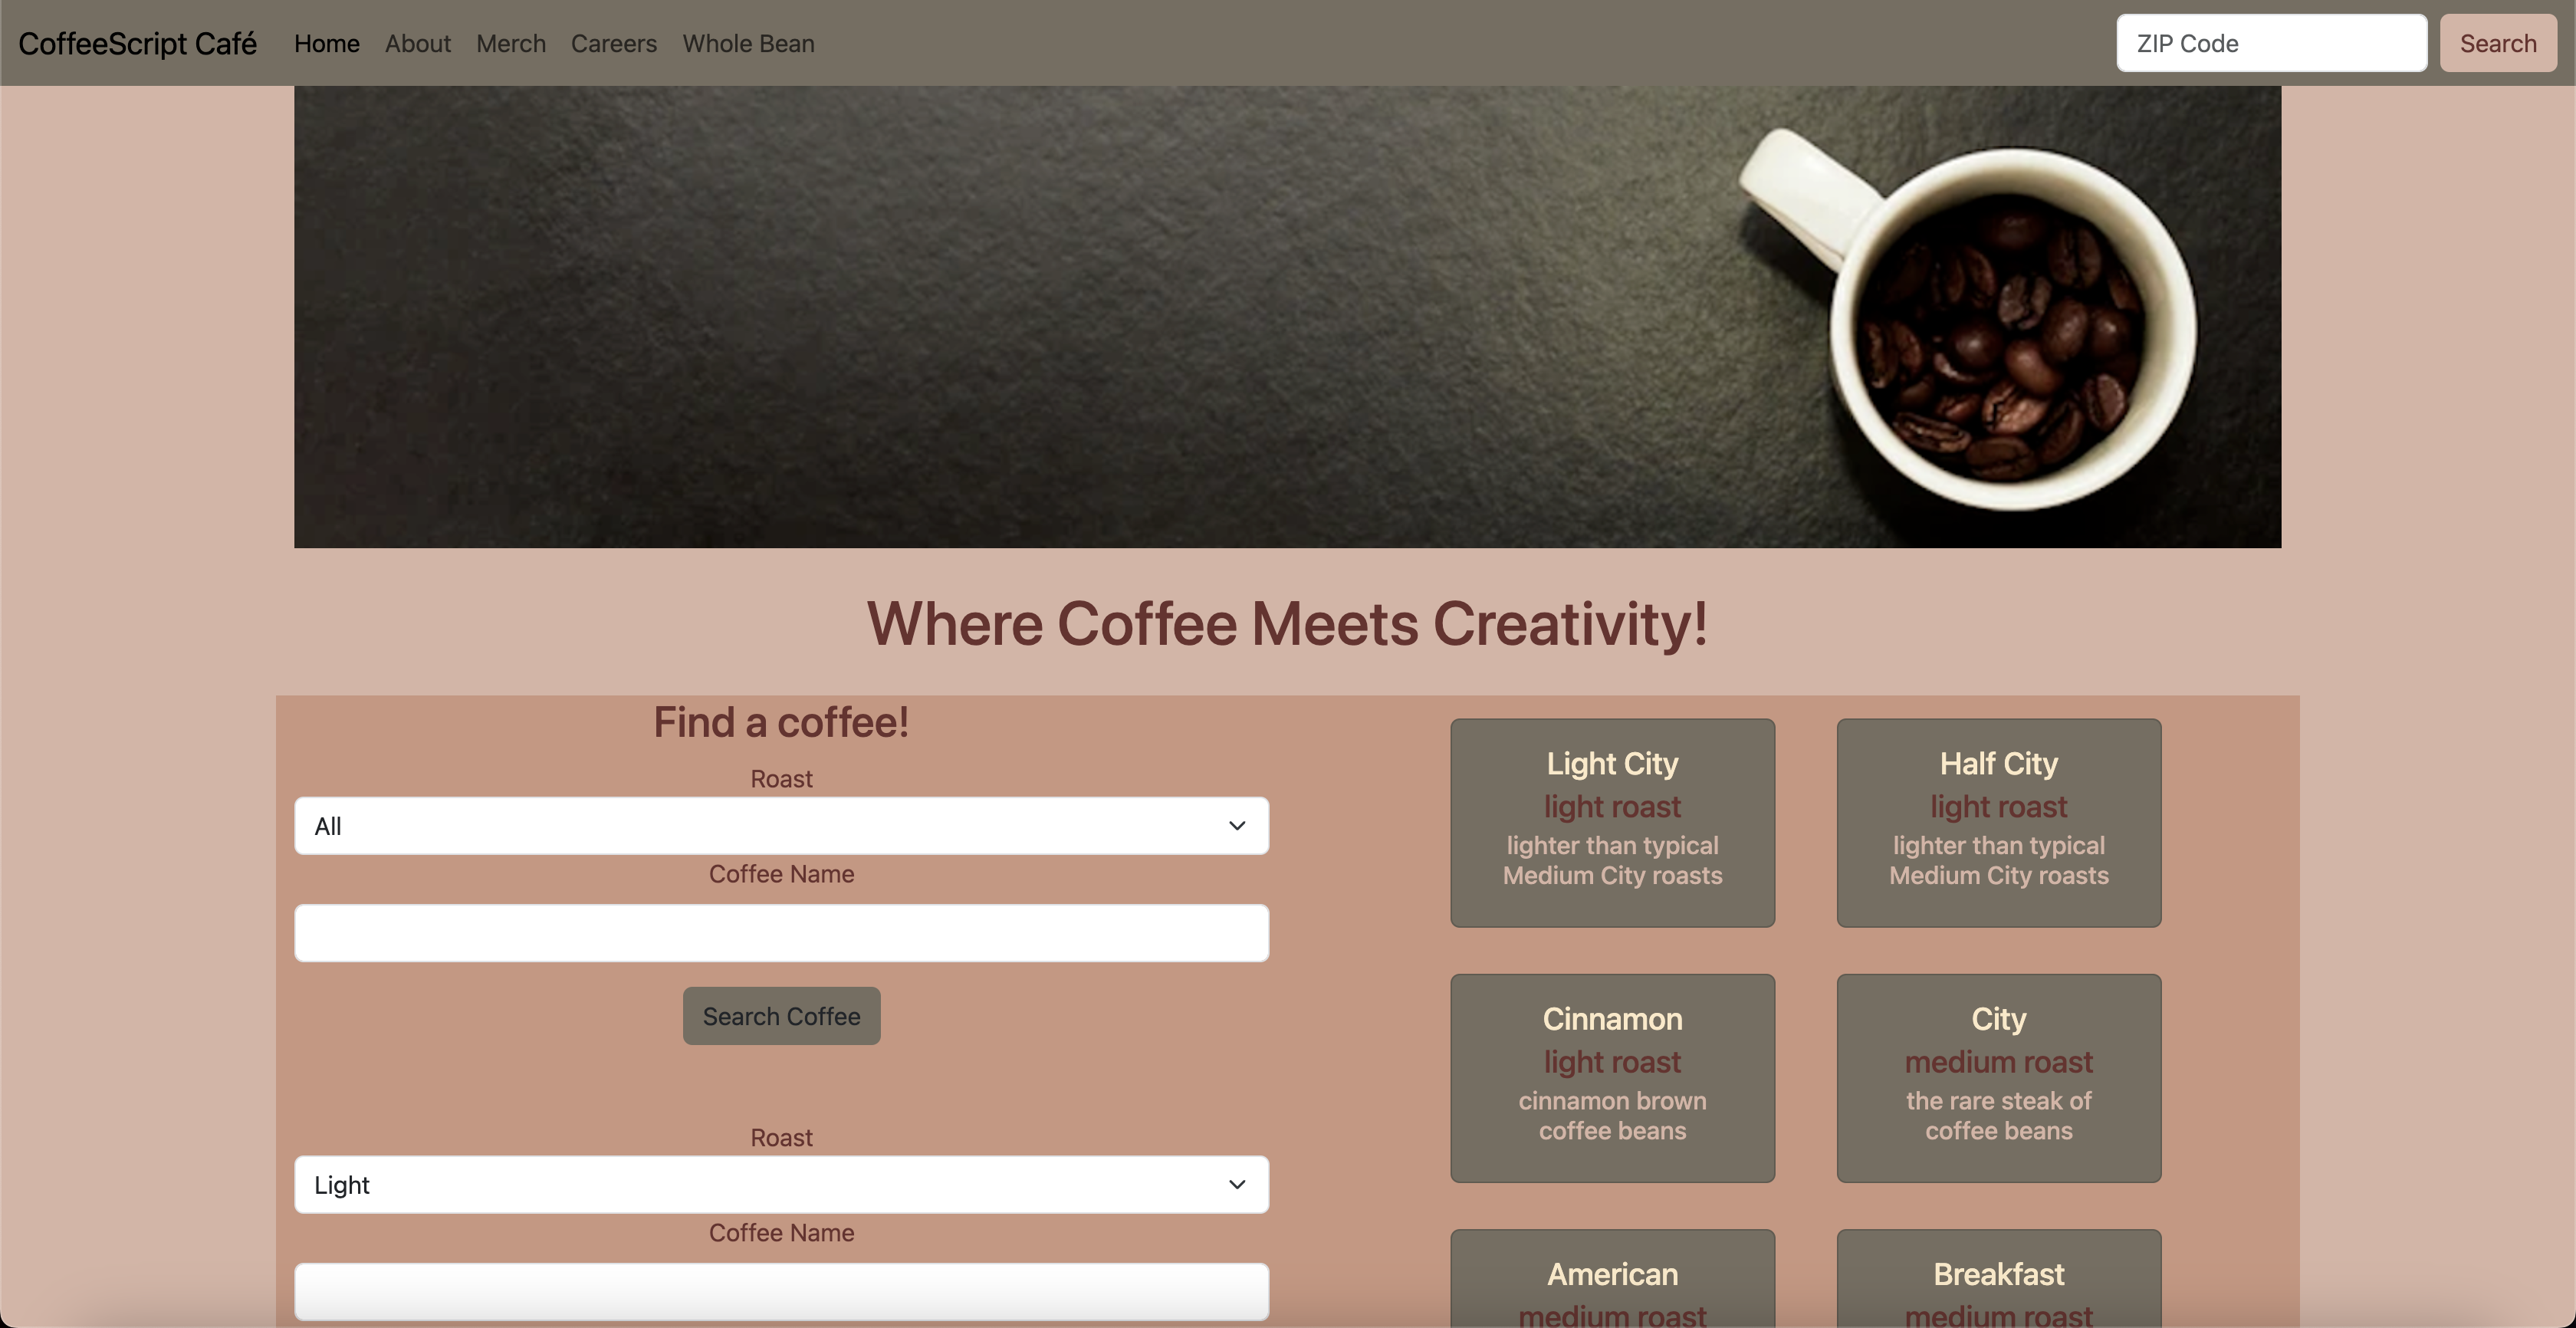 CoffeeScript Café Home About Merch Careers Whole Bean ZIP Code Search
Where Coffee Meets Creativity!
Find a coffee!
Roast
All
Coffee Name
Search Coffee
Roast
Light
Coffee Name
Light City
light roast
lighter than typical
Medium City roasts
Half City
light roast
lighter than typical
Medium City roasts
Cinnamon
light roast
cinnamon brown
coffee beans
City
medium roast
the rare steak of
coffee beans
American
medium roast
Breakfast
medium roast